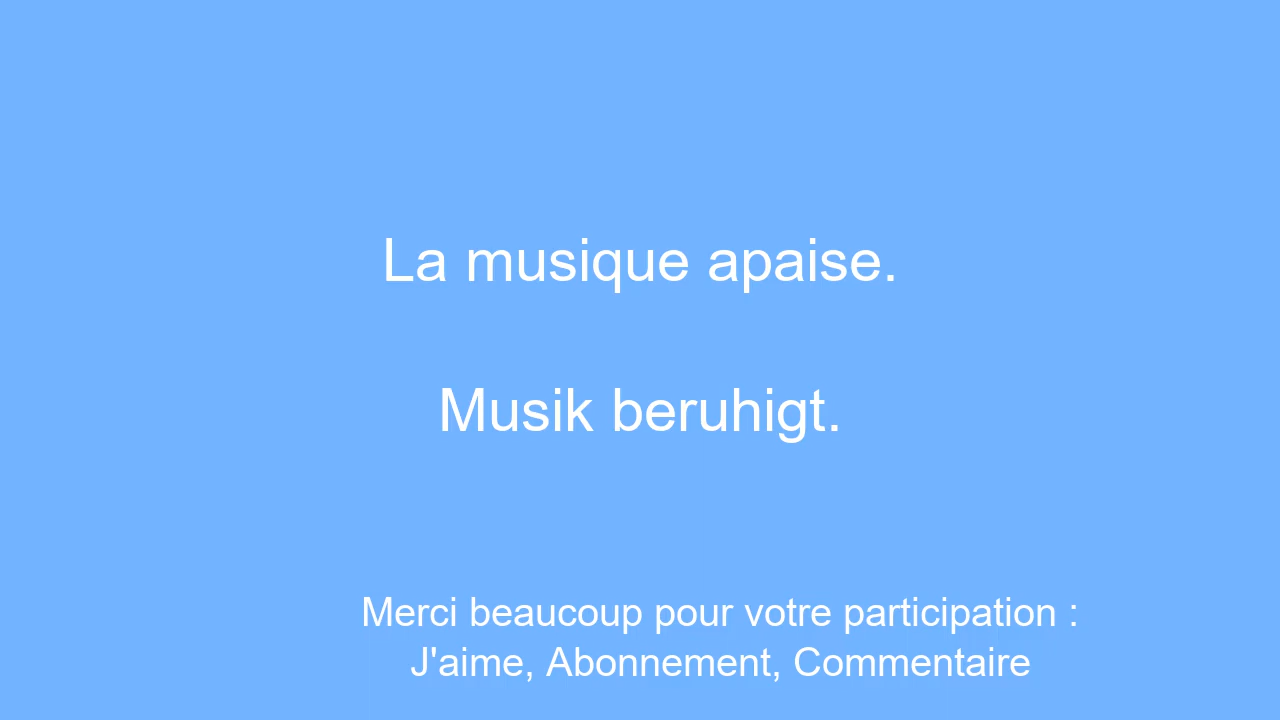 La musique apaise.
Musik beruhigt.
Merci beaucoup pour votre participation :
J'aime, Abonnement, Commentaire